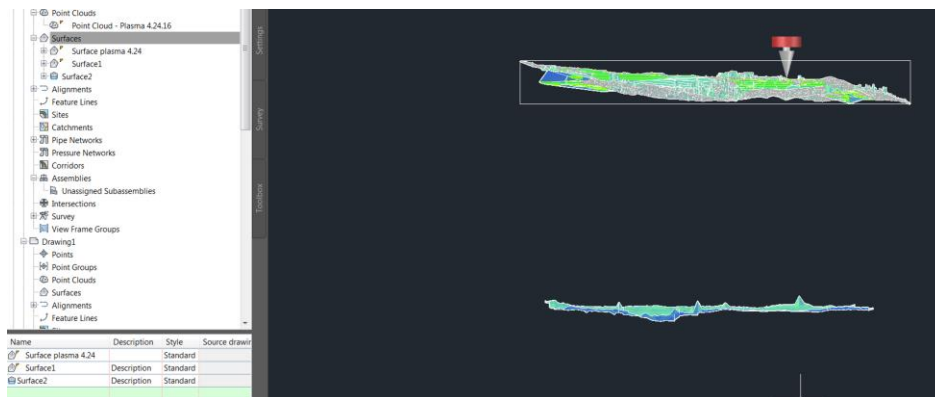 Point Clouds
Point Cloud - Plasma 4.24.16
Surfaces
Surface plasma 4.24
Surface1
Surface2
Alignments
Feature Lines
Sites
Catchments
Pipe Networks
Pressure Networks
Corridors
Assemblies
Unassigned Subassemblies
Intersections
Survey
View Frame Groups
Drawing1
Points
Point Groups
Point Clouds
Surfaces
Alignments
Feature Lines
Name Description Style Source drawin
Surface plasma 4.24 Standard
Surface1 Description Standard
Surface2 Description Standard
Settings
Survey
Toolbox